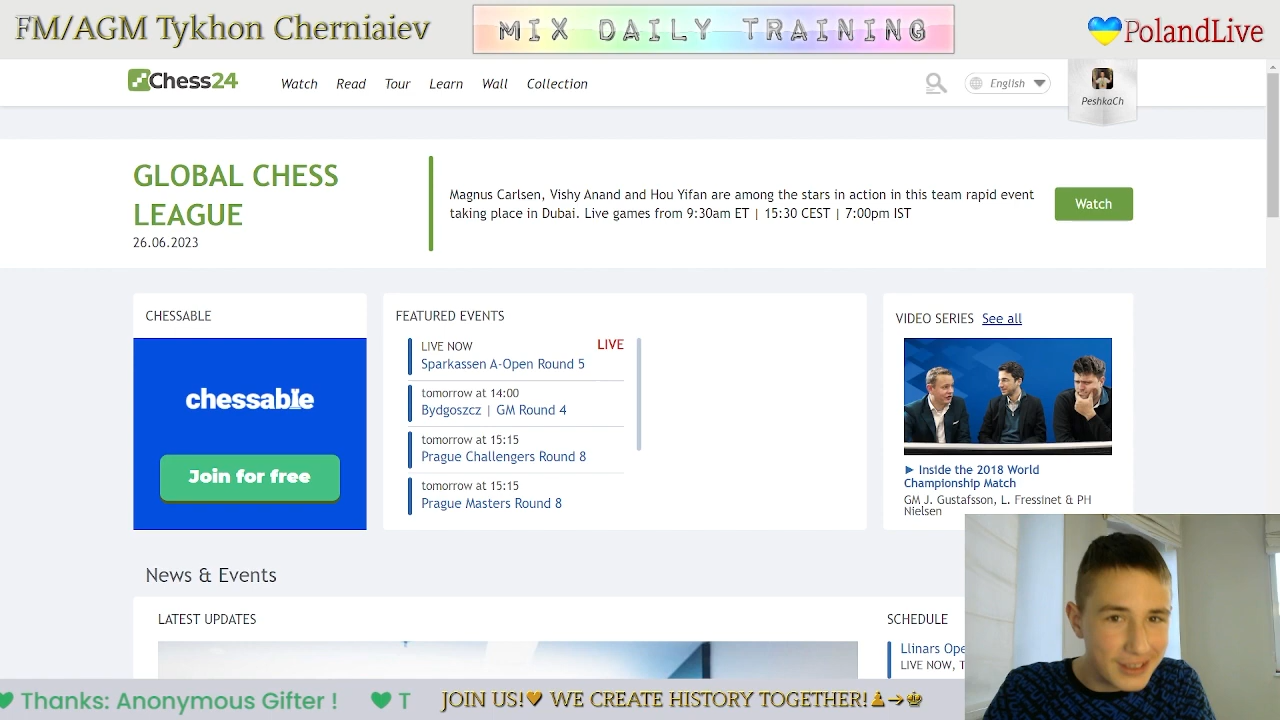 FM/AGM Tykhon Cherniaiev
MIX DAILY TRAINING
PolandLive
Chess24
Watch
Read
Tour
Learn
Wall
Collection
English
PeshkaCh
GLOBAL CHESS
LEAGUE
26.06.2023
Magnus Carlsen, Vishy Anand and Hou Yifan are among the stars in action in this team rapid event
taking place in Dubai. Live games from 9:30am ET | 15:30 CEST | 7:00pm IST
Watch
CHESSABLE
chessable
Join for free
FEATURED EVENTS
LIVE NOW
LIVE
Sparkassen A-Open Round 5
tomorrow at 14:00
Bydgoszcz | GM Round 4
tomorrow at 15:15
Prague Challengers Round 8
tomorrow at 15:15
Prague Masters Round 8
VIDEO SERIES See all
► Inside the 2018 World
Championship Match
GM J. Gustafsson, L. Fressinet & PH
Nielsen
News & Events
LATEST UPDATES
SCHEDULE
Llinars Ope
LIVE NOW, T
Thanks: Anonymous Gifter !
T
JOIN US!🧡 WE CREATE HISTORY TOGETHER!♟→♚